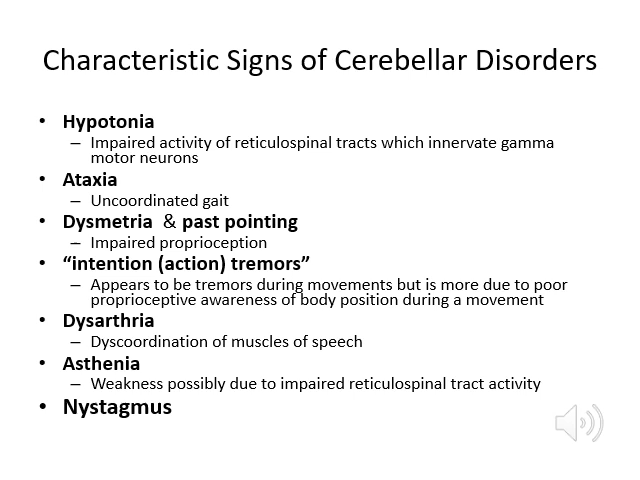 Characteristic Signs of Cerebellar Disorders
• Hypotonia
– Impaired activity of reticulospinal tracts which innervate gamma
motor neurons
• Ataxia
– Uncoordinated gait
• Dysmetria & past pointing
– Impaired proprioception
• “intention (action) tremors”
– Appears to be tremors during movements but is more due to poor
proprioceptive awareness of body position during a movement
• Dysarthria
– Dyscoordination of muscles of speech
• Asthenia
– Weakness possibly due to impaired reticulospinal tract activity
• Nystagmus